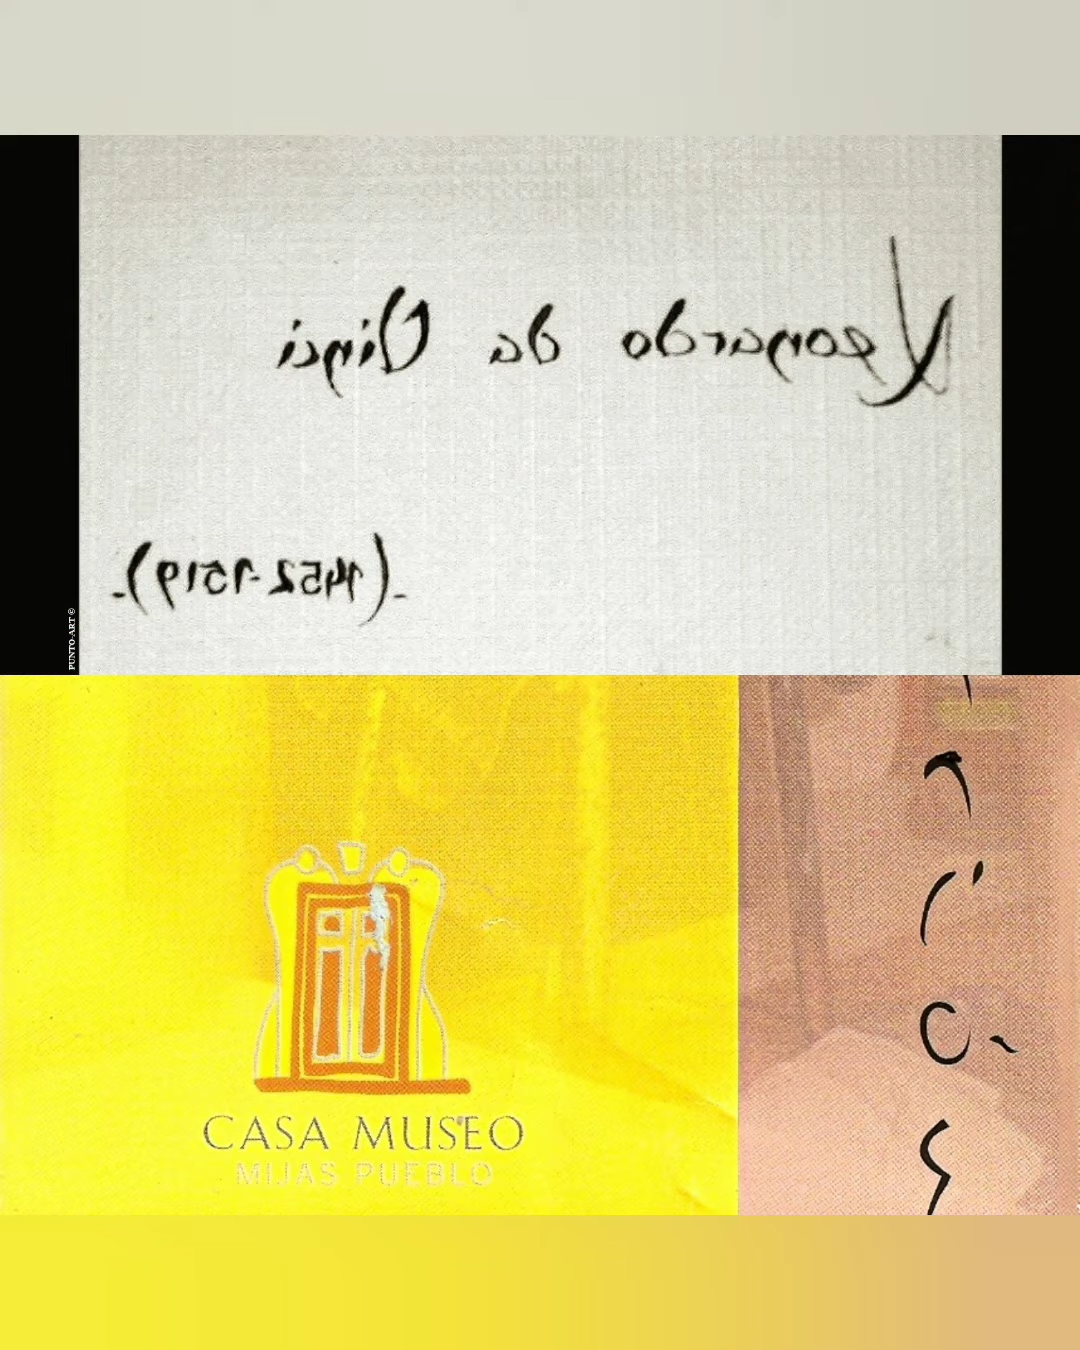 Leonardo da Vinci
-(1452-1519)-
PUNTO-ART ©
CASA MUSEO
MIJAS PUEBLO